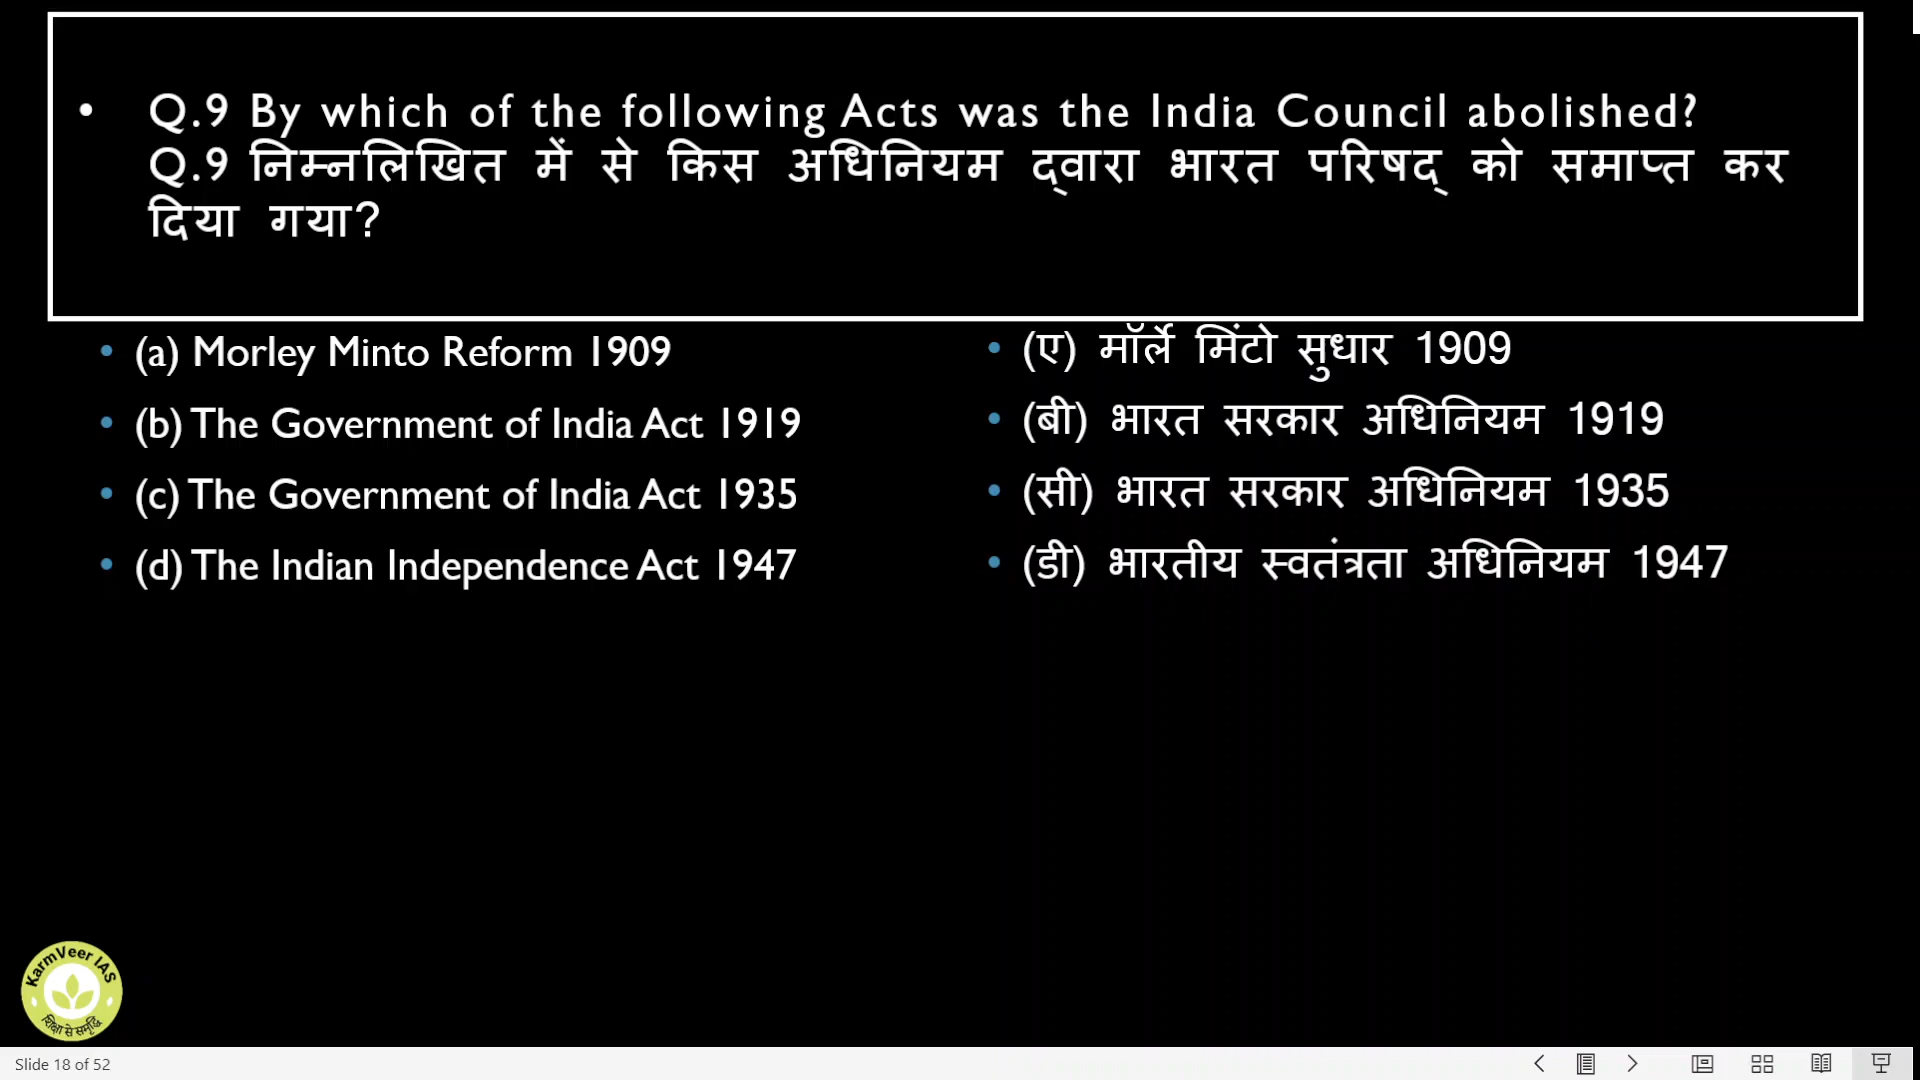 • Q.9 By which of the following Acts was the India Council abolished?
Q.9 निम्नलिखित में से किस अधिनियम द्वारा भारत परिषद् को समाप्त कर
दिया गया?
• (a) Morley Minto Reform 1909
• (b) The Government of India Act 1919
• (c) The Government of India Act 1935
• (d) The Indian Independence Act 1947
• (ए) मॉर्ले मिंटो सुधार 1909
• (बी) भारत सरकार अधिनियम 1919
• (सी) भारत सरकार अधिनियम 1935
• (डी) भारतीय स्वतंत्रता अधिनियम 1947
KarmVeer IAS
शिक्षा से समृद्धि
Slide 18 of 52